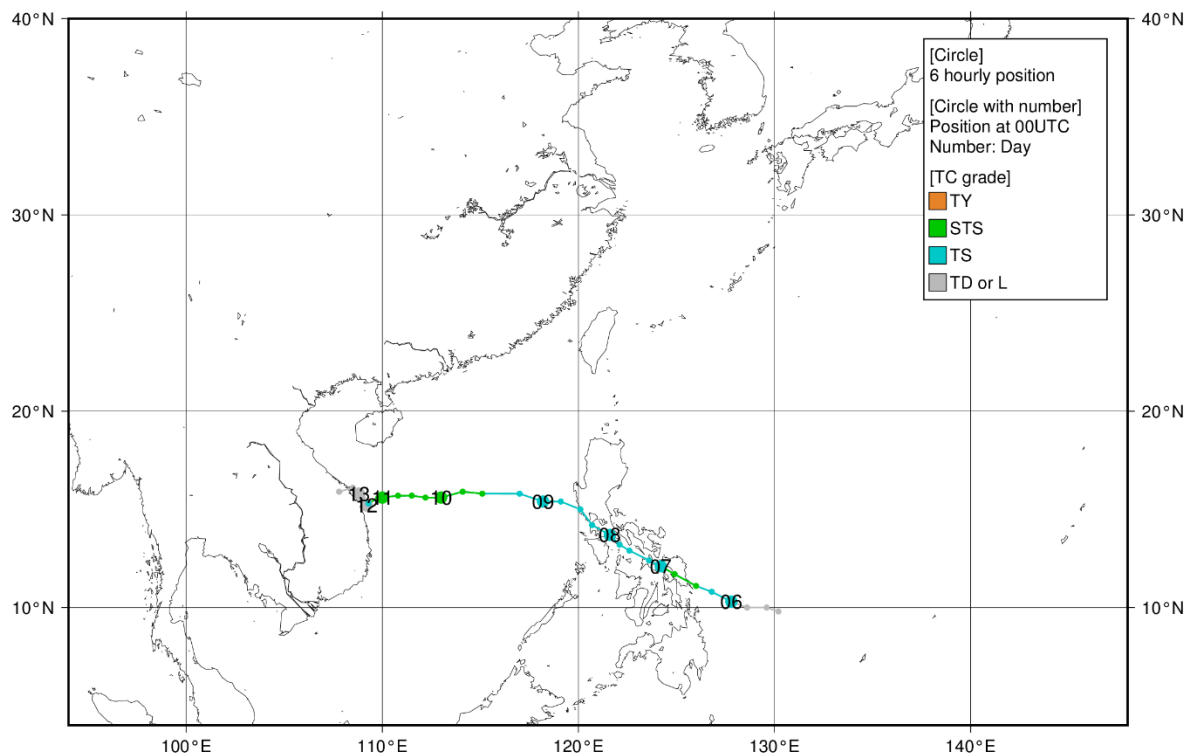 40°N
40°N
[Circle]
6 hourly position
[Circle with number]
Position at 00UTC
Number: Day
[TC grade]
TY
STS
TS
TD or L
30°N
30°N
20°N
20°N
13
12
11
10
09
08
07
06
10°N
10°N
100°E
110°E
120°E
130°E
140°E